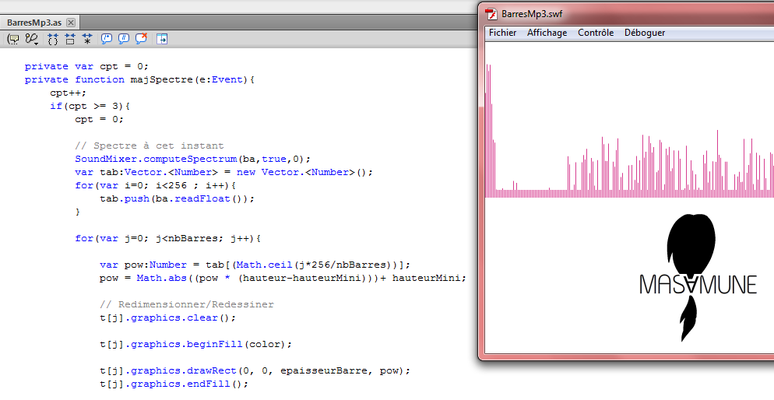 BarresMp3.as
private var cpt = 0;
private function majSpectre(e:Event){
cpt++;
if(cpt >= 3){
cpt = 0;
// Spectre à cet instant
SoundMixer.computeSpectrum(ba,true,0);
var tab:Vector.<Number> = new Vector.<Number>();
for(var i=0; i<256 ; i++){
tab.push(ba.readFloat());
}
for(var j=0; j<nbBarres; j++){
var pow:Number = tab[(Math.ceil(j*256/nbBarres))];
pow = Math.abs((pow * (hauteur-hauteurMini)))+ hauteurMini;
// Redimensionner/Redessiner
t[j].graphics.clear();
t[j].graphics.beginFill(color);
t[j].graphics.drawRect(0, 0, epaisseurBarre, pow);
t[j].graphics.endFill();
BarresMp3.swf
Fichier Affichage Contrôle Déboguer
MASAMUNE